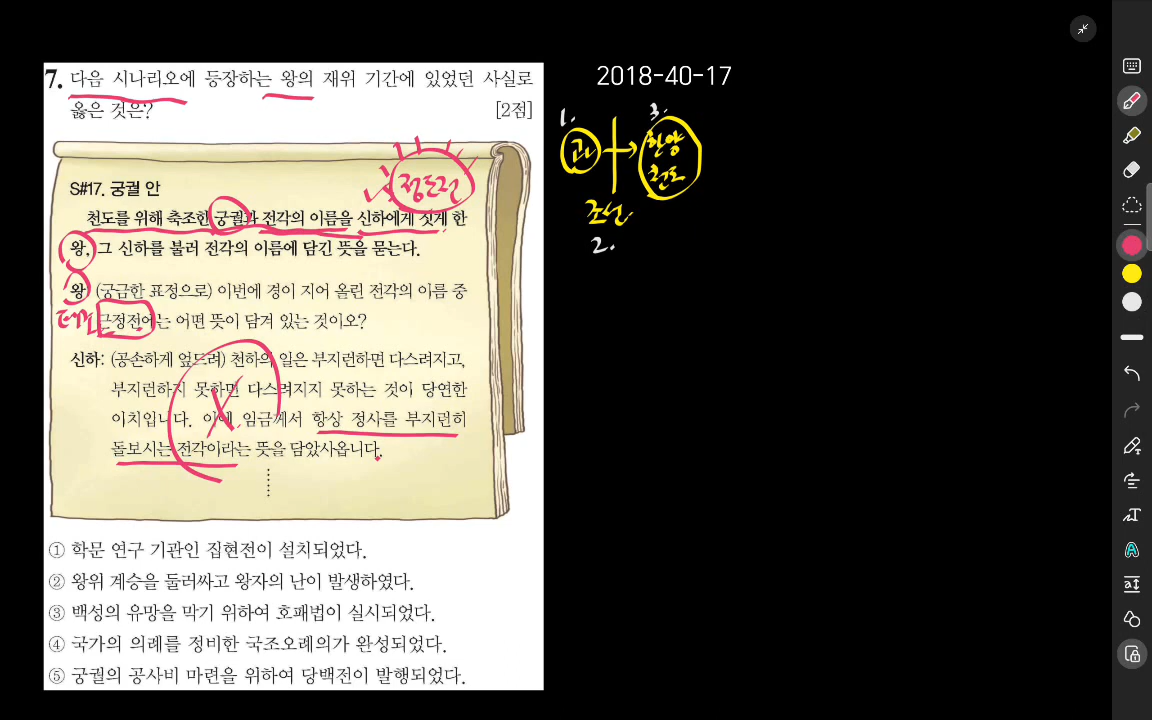 7. 다음 시나리오에 등장하는 왕의 재위 기간에 있었던 사실로
옳은 것은? [2점]
S#17. 궁궐 안
천도를 위해 축조한 궁궐과 전각의 이름을 신하에게 짓게 한
왕, 그 신하를 불러 전각의 이름에 담긴 뜻을 묻는다.
왕: (궁금한 표정으로) 이번에 경이 지어 올린 전각의 이름 중
근정전에는 어떤 뜻이 담겨 있는 것이오?
신하: (공손하게 엎드려) 천하의 일은 부지런하면 다스려지고,
부지런하지 못하면 다스려지지 못하는 것이 당연한
이치입니다. 이에 임금께서 항상 정사를 부지런히
돌보시는 전각이라는 뜻을 담았사옵니다.
① 학문 연구 기관인 집현전이 설치되었다.
② 왕위 계승을 둘러싸고 왕자의 난이 발생하였다.
③ 백성의 유망을 막기 위하여 호패법이 실시되었다.
④ 국가의 의례를 정비한 국조오례의가 완성되었다.
⑤ 궁궐의 공사비 마련을 위하여 당백전이 발행되었다.
정도전
태조
2018-40-17
1. 3.
고 한양
천도
조선
2.